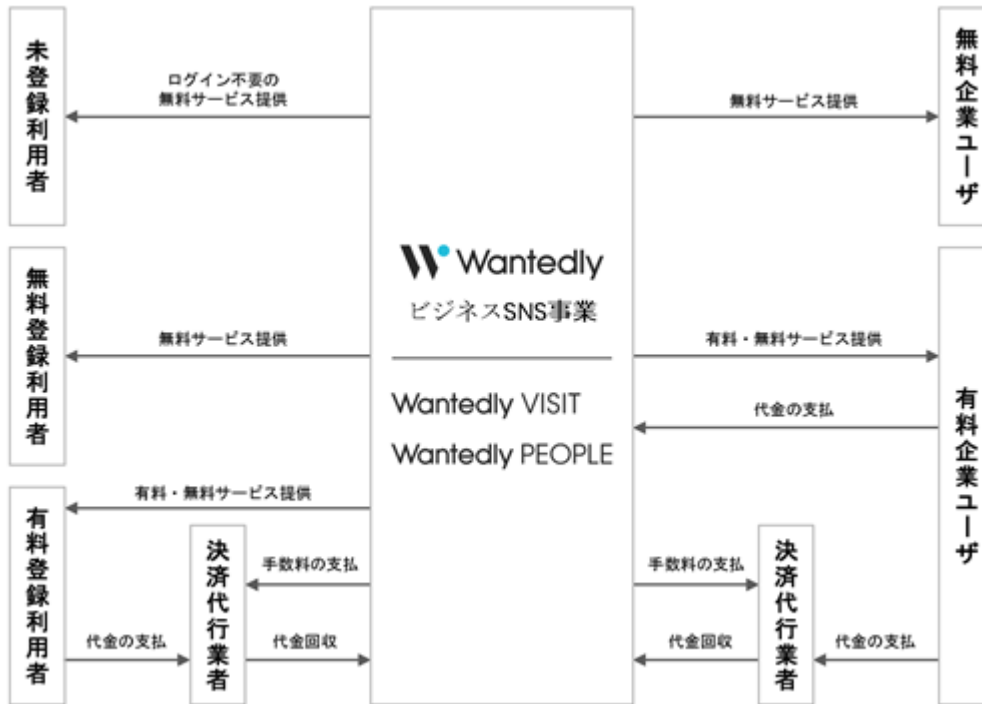 未登録利用者
ログイン不要の
無料サービス提供
無料サービス提供
無料企業ユーザ
Wantedly
ビジネスSNS事業
Wantedly VISIT
Wantedly PEOPLE
無料登録利用者
無料サービス提供
有料・無料サービス提供
代金の支払
有料企業ユーザ
有料登録利用者
有料・無料サービス提供
決済代行業者
手数料の支払
代金の支払
代金回収
手数料の支払
決済代行業者
代金回収
代金の支払